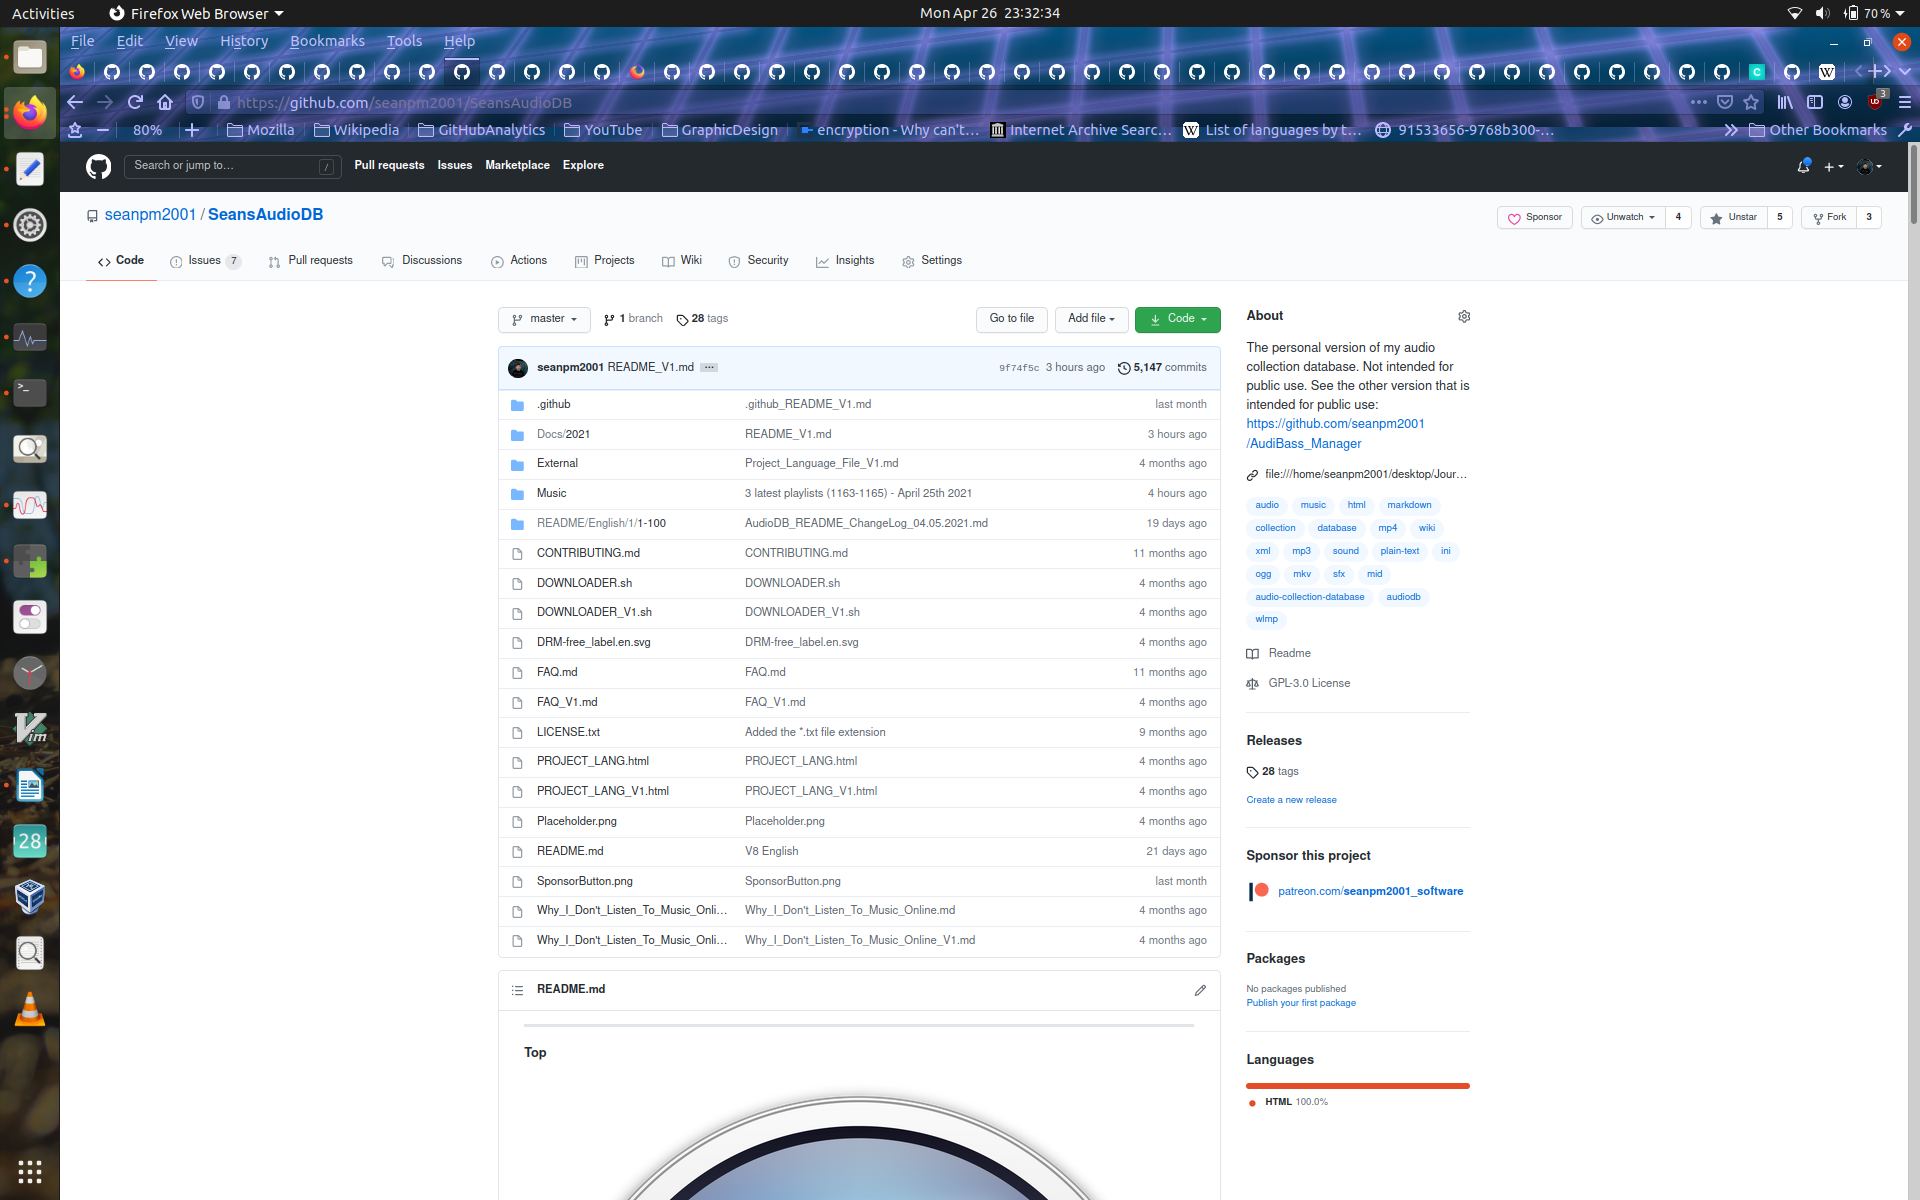 Activities Firefox Web Browser Mon Apr 26 23:32:34 70 %
File Edit View History Bookmarks Tools Help
https://github.com/seanpm2001/SeansAudioDB 3
80% Mozilla Wikipedia GitHubAnalytics YouTube GraphicDesign encryption - Why can't… Internet Archive Searc… List of languages by t… 91533656-9768b300-… Other Bookmarks
Search or jump to… / Pull requests Issues Marketplace Explore
seanpm2001 / SeansAudioDB Sponsor Unwatch 4 Unstar 5 Fork 3
Code Issues 7 Pull requests Discussions Actions Projects Wiki Security Insights Settings
master 1 branch 28 tags Go to file Add file Code
seanpm2001 README_V1.md ··· 9f74f5c 3 hours ago 5,147 commits
.github .github_README_V1.md last month
Docs/2021 README_V1.md 3 hours ago
External Project_Language_File_V1.md 4 months ago
Music 3 latest playlists (1163-1165) - April 25th 2021 4 hours ago
README/English/1/1-100 AudioDB_README_ChangeLog_04.05.2021.md 19 days ago
CONTRIBUTING.md CONTRIBUTING.md 11 months ago
DOWNLOADER.sh DOWNLOADER.sh 4 months ago
DOWNLOADER_V1.sh DOWNLOADER_V1.sh 4 months ago
DRM-free_label.en.svg DRM-free_label.en.svg 4 months ago
FAQ.md FAQ.md 11 months ago
FAQ_V1.md FAQ_V1.md 4 months ago
LICENSE.txt Added the *.txt file extension 9 months ago
PROJECT_LANG.html PROJECT_LANG.html 4 months ago
PROJECT_LANG_V1.html PROJECT_LANG_V1.html 4 months ago
Placeholder.png Placeholder.png 4 months ago
README.md V8 English 21 days ago
SponsorButton.png SponsorButton.png last month
Why_I_Don't_Listen_To_Music_Onli… Why_I_Don't_Listen_To_Music_Online.md 4 months ago
Why_I_Don't_Listen_To_Music_Onli… Why_I_Don't_Listen_To_Music_Online_V1.md 4 months ago
README.md
Top
About
The personal version of my audio
collection database. Not intended for
public use. See the other version that is
intended for public use:
https://github.com/seanpm2001
/AudiBass_Manager
file:///home/seanpm2001/desktop/Jour…
audio music html markdown
collection database mp4 wiki
xml mp3 sound plain-text ini
ogg mkv sfx mid
audio-collection-database audiodb
wlmp
Readme
GPL-3.0 License
Releases
28 tags
Create a new release
Sponsor this project
patreon.com/seanpm2001_software
Packages
No packages published
Publish your first package
Languages
HTML 100.0%
28